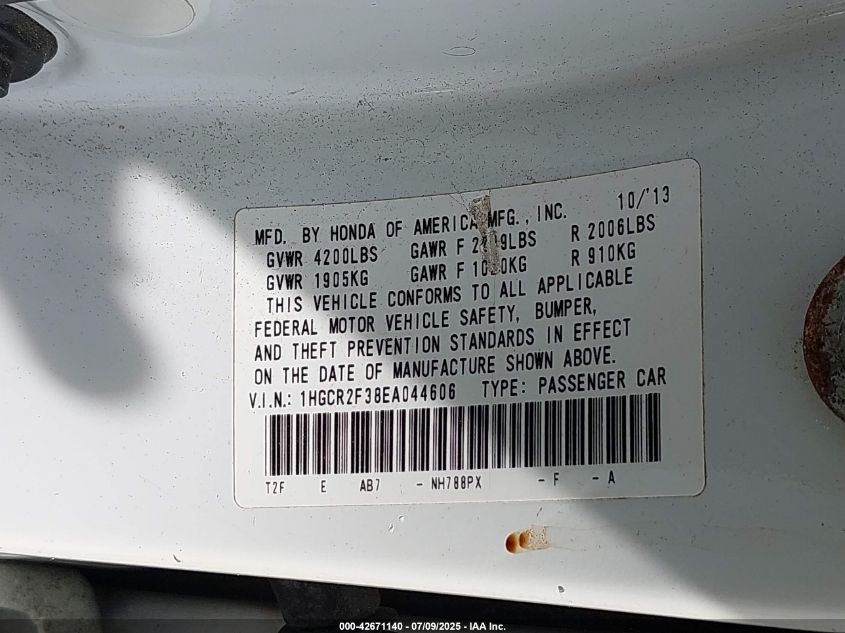 MFD. BY HONDA OF AMERICA MFG., INC. 10/'13
GVWR 4200LBS GAWR F LBS R 2006LBS
GVWR 1905KG GAWR F KG R 910KG
THIS VEHICLE CONFORMS TO ALL APPLICABLE
FEDERAL MOTOR VEHICLE SAFETY, BUMPER,
AND THEFT PREVENTION STANDARDS IN EFFECT
ON THE DATE OF MANUFACTURE SHOWN ABOVE.
V.I.N.: 1HGCR2F38EA044606 TYPE: PASSENGER CAR
T2F E AB7 - NH788PX - F - A
000-42671140 - 07/09/2025 - IAA Inc.